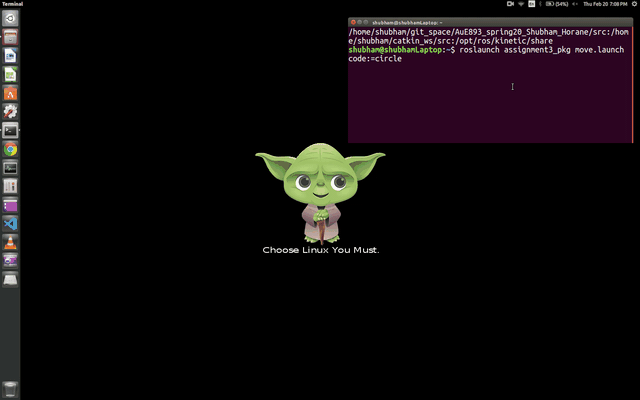 Terminal
(54%)
Thu Feb 20 7:08 PM
shubham@shubhamLaptop: ~
/home/shubham/git_space/AuE893_spring20_Shubham_Horane/src:/hom
e/shubham/catkin_ws/src:/opt/ros/kinetic/share
shubham@shubhamLaptop:~$ roslaunch assignment3_pkg move.launch
code:=circle
Choose Linux You Must.